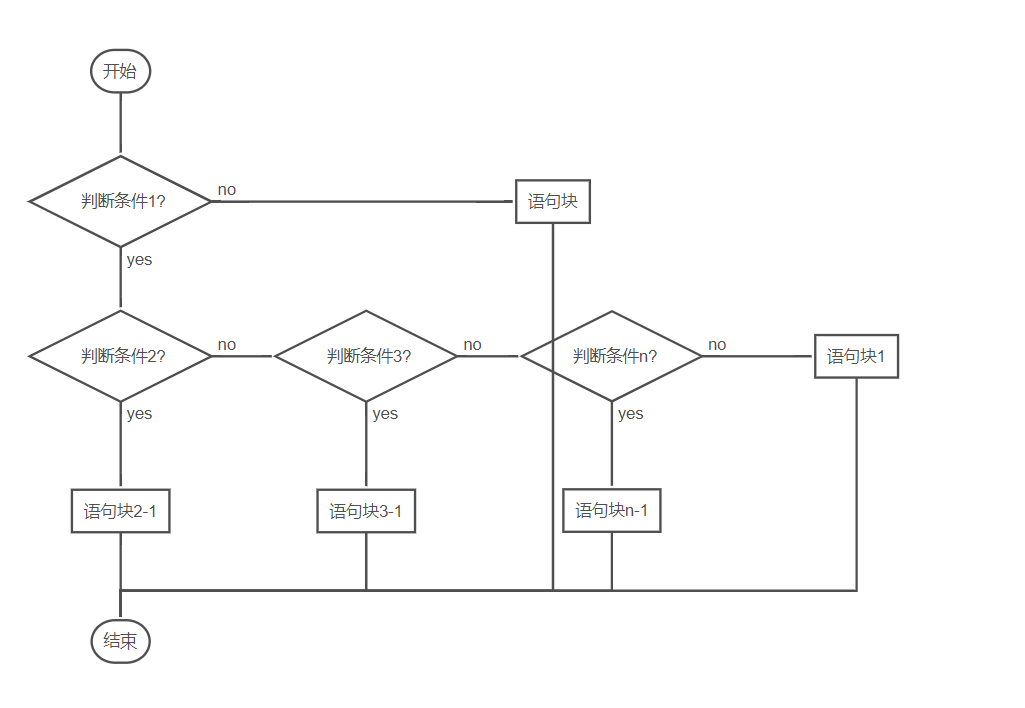 开始
判断条件1?
no
语句块
yes
判断条件2?
no
判断条件3?
no
判断条件n?
no
语句块1
yes
yes
yes
语句块2-1
语句块3-1
语句块n-1
结束